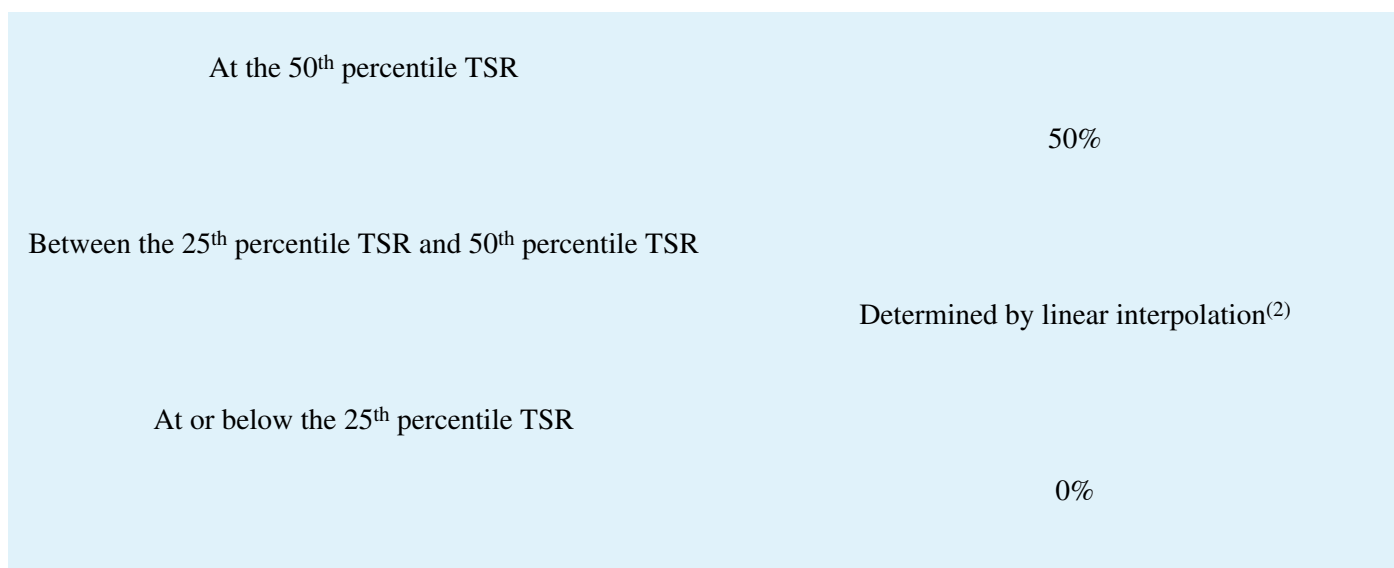 At the 50th percentile TSR
50%
Between the 25th percentile TSR and 50th percentile TSR
Determined by linear interpolation(2)
At or below the 25th percentile TSR
0%